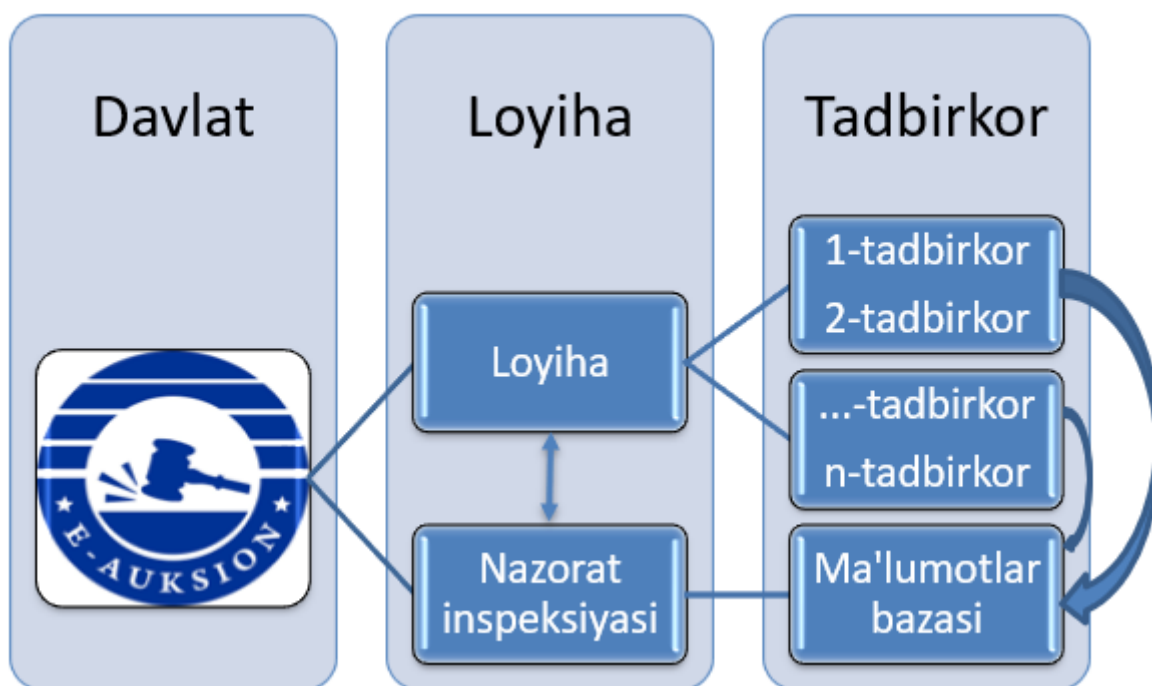 Davlat
Loyiha
Tadbirkor
E-AUKSION
Loyiha
Nazorat
inspeksiyasi
1-tadbirkor
2-tadbirkor
...-tadbirkor
n-tadbirkor
Ma'lumotlar
bazasi